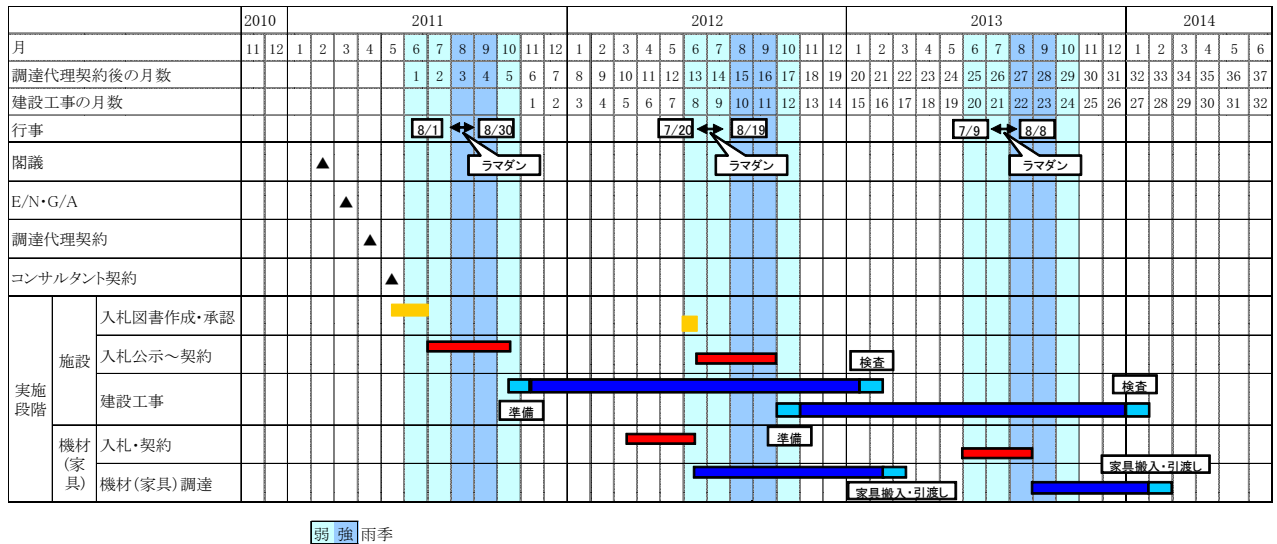 2010 2011 2012 2013 2014
月 11 12 1 2 3 4 5 6 7 8 9 10 11 12 1 2 3 4 5 6 7 8 9 10 11 12 1 2 3 4 5 6 7 8 9 10 11 12 1 2 3 4 5 6
調達代理契約後の月数 1 2 3 4 5 6 7 8 9 10 11 12 13 14 15 16 17 18 19 20 21 22 23 24 25 26 27 28 29 30 31 32 33 34 35 36 37
建設工事の月数 1 2 3 4 5 6 7 8 9 10 11 12 13 14 15 16 17 18 19 20 21 22 23 24 25 26 27 28 29 30 31 32
行事 8/1 8/30 7/20 8/19 7/9 8/8
閣議 ▲ ラマダン ラマダン ラマダン
E/N・G/A ▲
調達代理契約 ▲
コンサルタント契約 ▲
実施
段階
施設
入札図書作成・承認
入札公示～契約 検査
建設工事 検査
準備
機材
(家
具)
入札・契約 準備
家具搬入・引渡し
機材(家具)調達
家具搬入・引渡し
弱 強 雨季